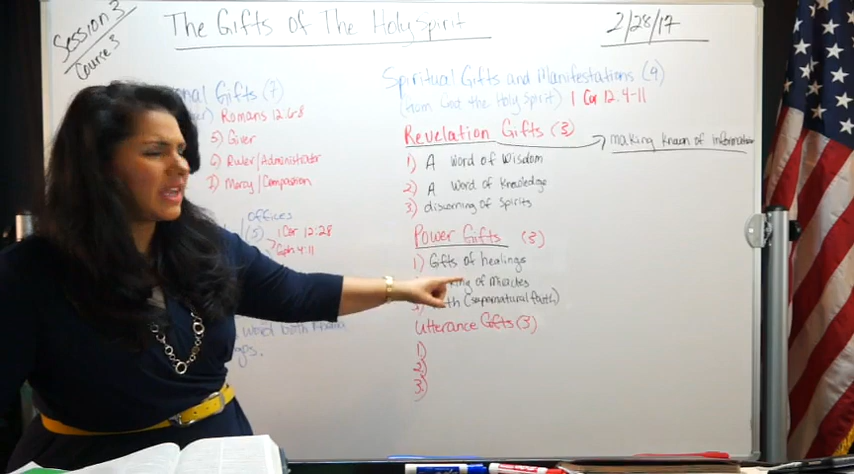 Session 3
Course 3
The Gifts of The Holy Spirit
2/28/17
Gifts (7)
Romans 12:6-8
5) Giver
6) Ruler/Administrator
7) Mercy/Compassion
offices
(5)
1 Cor 12:28
Eph 4:11
word both
Spiritual Gifts and Manifestations (9)
(from God the Holy Spirit) 1 Cor 12:4-11
Revelation Gifts (3)
making known of information
1) A Word of Wisdom
2) A Word of Knowledge
3) discerning of Spirits
Power Gifts (3)
1) Gifts of healings
of Miracles
(supernatural faith)
Utterance Gifts (3)
1)
2)
3)